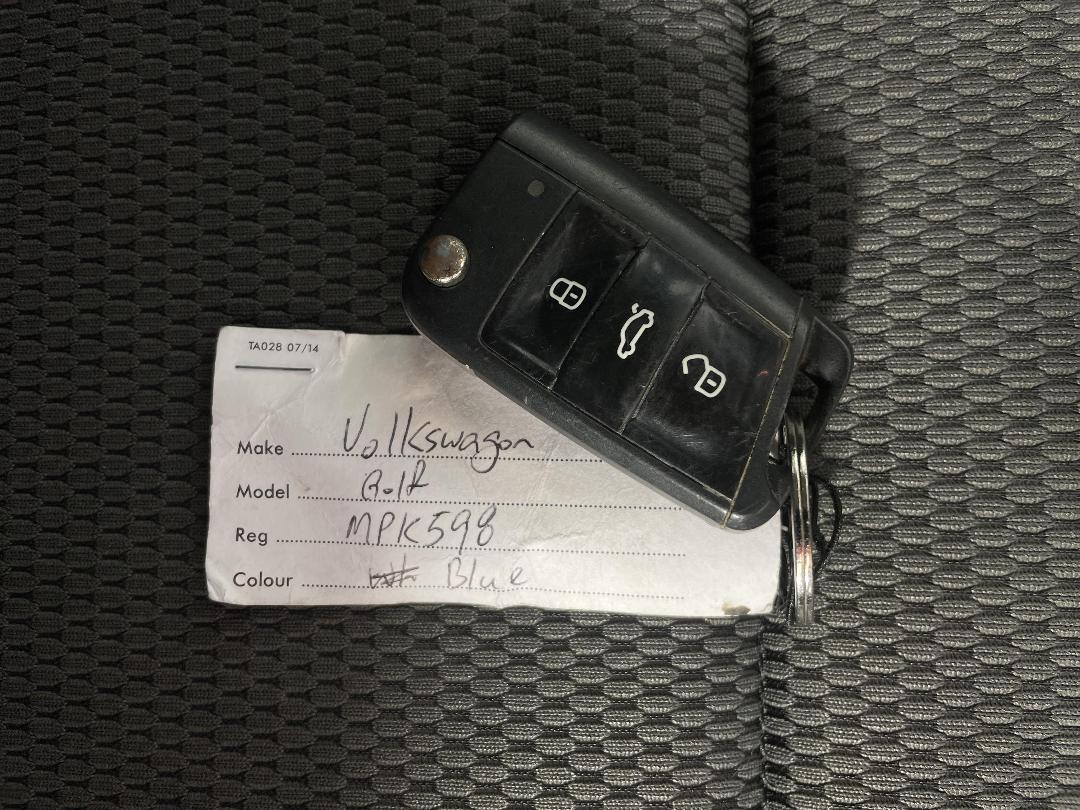 TA028 07/14
Make Volkswagon
Model Golf
Reg MPK598
Colour Blue